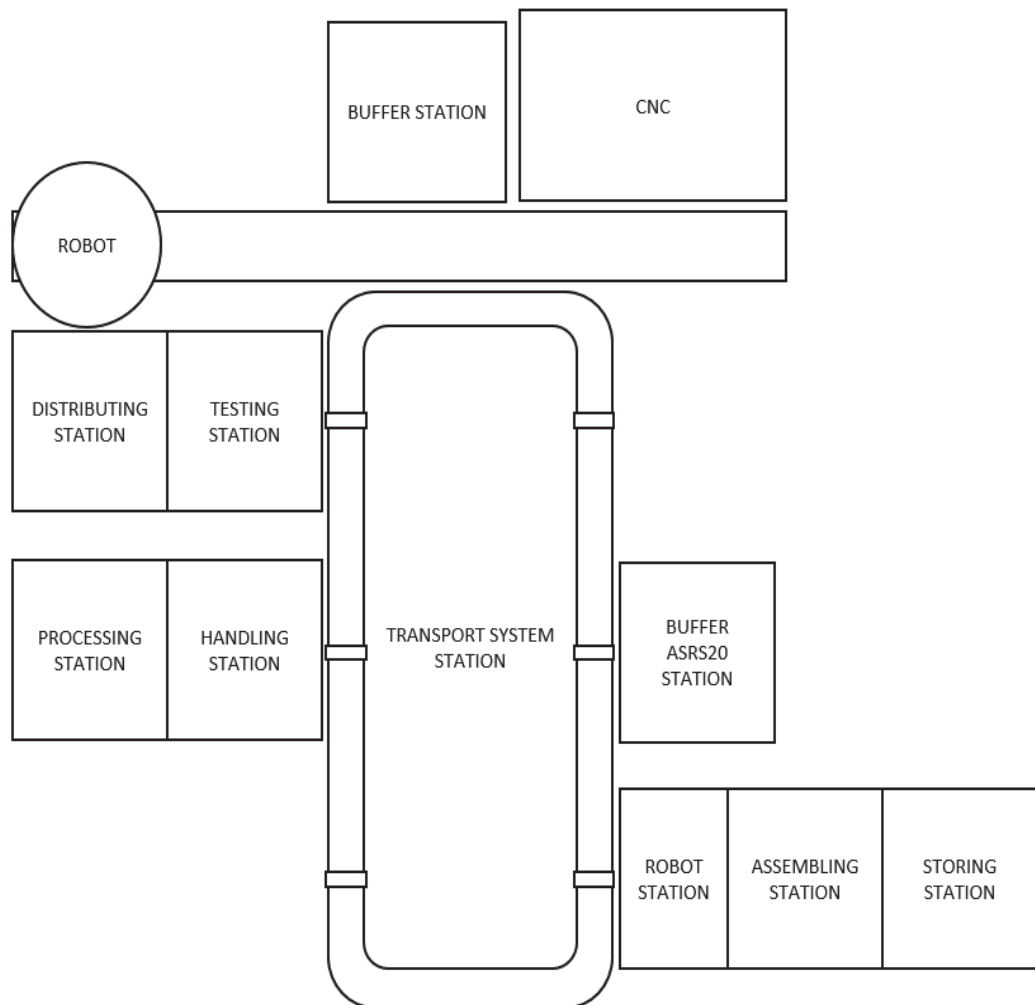 BUFFER STATION
CNC
ROBOT
DISTRIBUTING
STATION
TESTING
STATION
PROCESSING
STATION
HANDLING
STATION
TRANSPORT SYSTEM
STATION
BUFFER
ASRS20
STATION
ROBOT
STATION
ASSEMBLING
STATION
STORING
STATION